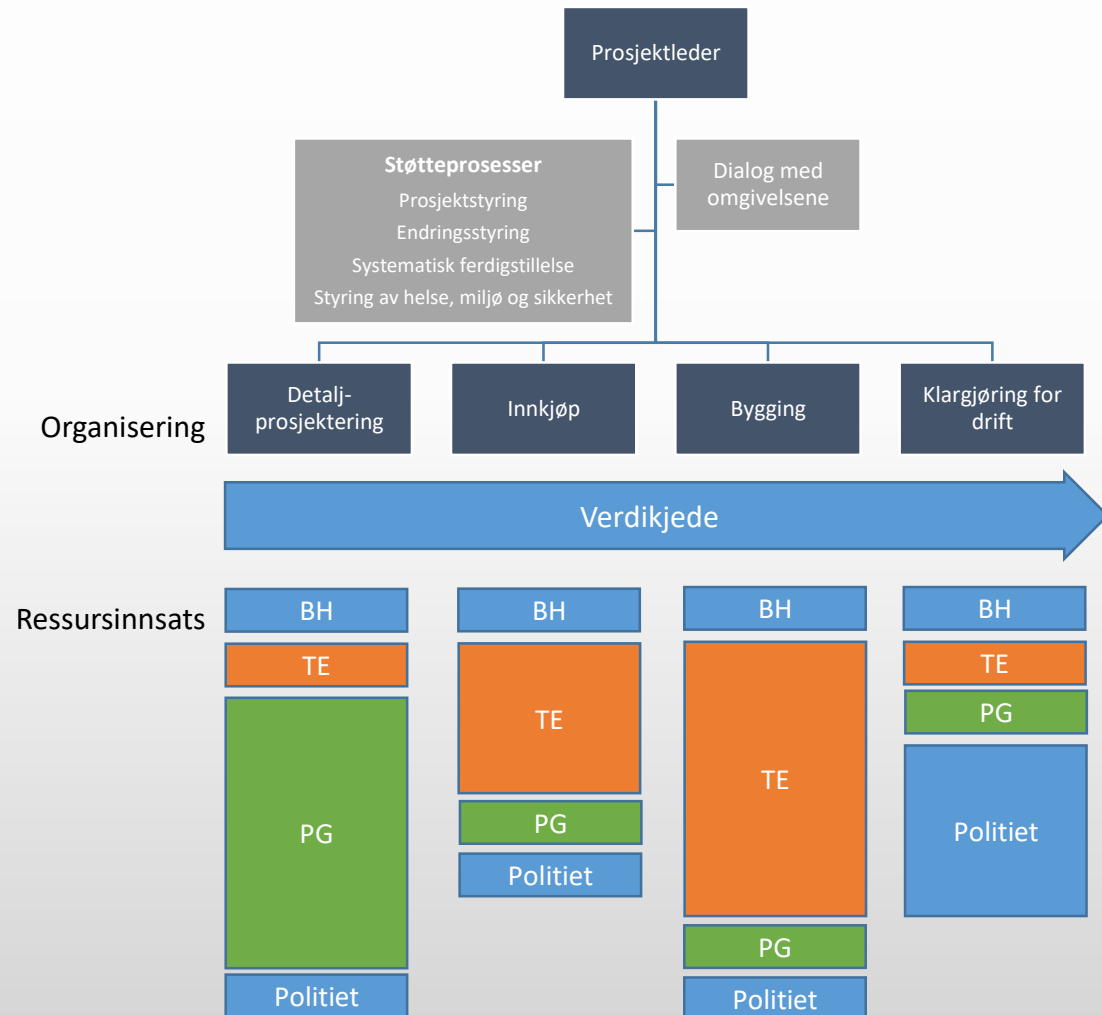 Prosjektleder
Støtteprosesser
Prosjektstyring
Endringsstyring
Systematisk ferdigstillelse
Styring av helse, miljø og sikkerhet
Dialog med
omgivelsene
Organisering
Detalj-
prosjektering
Innkjøp
Bygging
Klargjøring for
drift
Verdikjede
Ressursinnsats
BH
TE
PG
Politiet
BH
TE
PG
Politiet
BH
TE
PG
Politiet
BH
TE
PG
Politiet